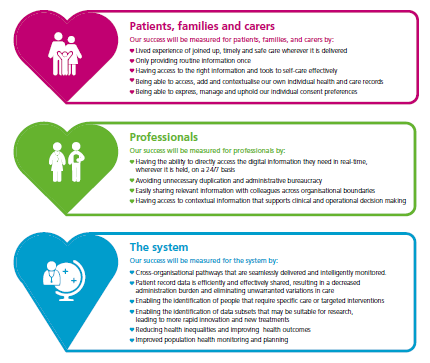 Patients, families and carers
Our success will be measured for patients, families, and carers by:
Lived experience of joined up, timely and safe care wherever it is delivered
Only providing routine information once
Having access to the right information and tools to self-care effectively
Being able to access, add and contextualise our own individual health and care records
Being able to express, manage and uphold our individual consent preferences
Professionals
Our success will be measured for professionals by:
Having the ability to directly access the digital information they need in real-time,
wherever it is held, on a 24/7 basis
Avoiding unnecessary duplication and administrative bureaucracy
Easily sharing relevant information with colleagues across organisational boundaries
Having access to contextual information that supports clinical and operational decision making
The system
Our success will be measured for the system by:
Cross-organisational pathways that are seamlessly delivered and intelligently monitored.
Patient record data is efficiently and effectively shared, resulting in a decreased
administration burden and eliminating unwarranted variations in care
Enabling the identification of people that require specific care or targeted interventions
Enabling the identification of data subsets that may be suitable for research,
leading to more rapid innovation and new treatments
Reducing health inequalities and improving health outcomes
Improved population health monitoring and planning